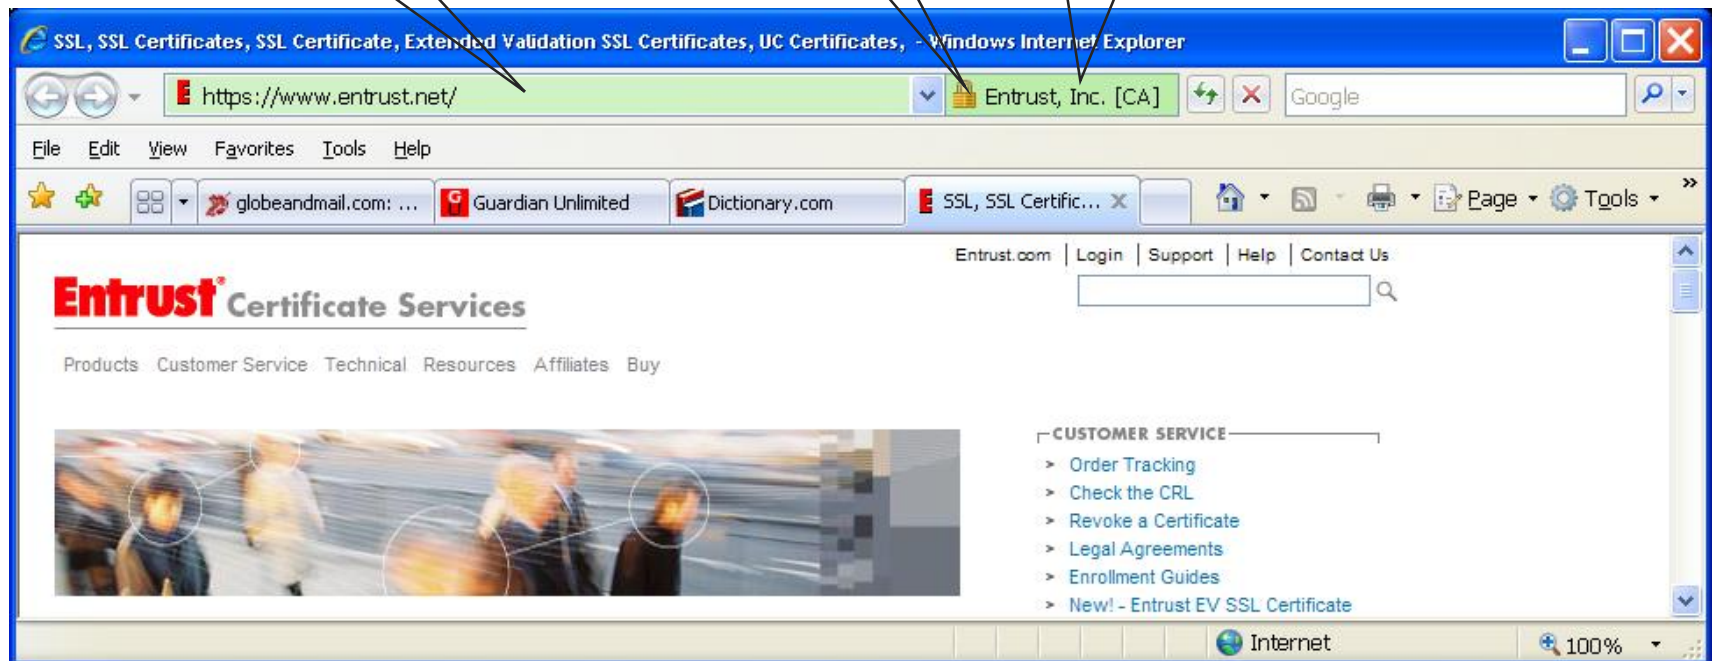 SSL, SSL Certificates, SSL Certificate, Extended Validation SSL Certificates, UC Certificates, - Windows Internet Explorer
https://www.entrust.net/ Entrust, Inc. [CA] Google
File Edit View Favorites Tools Help
globeandmail.com: ... Guardian Unlimited Dictionary.com SSL, SSL Certific... Page Tools
Entrust.com | Login | Support | Help | Contact Us
Entrust® Certificate Services
Products Customer Service Technical Resources Affiliates Buy
CUSTOMER SERVICE
Order Tracking
Check the CRL
Revoke a Certificate
Legal Agreements
Enrollment Guides
New! - Entrust EV SSL Certificate
Internet 100%